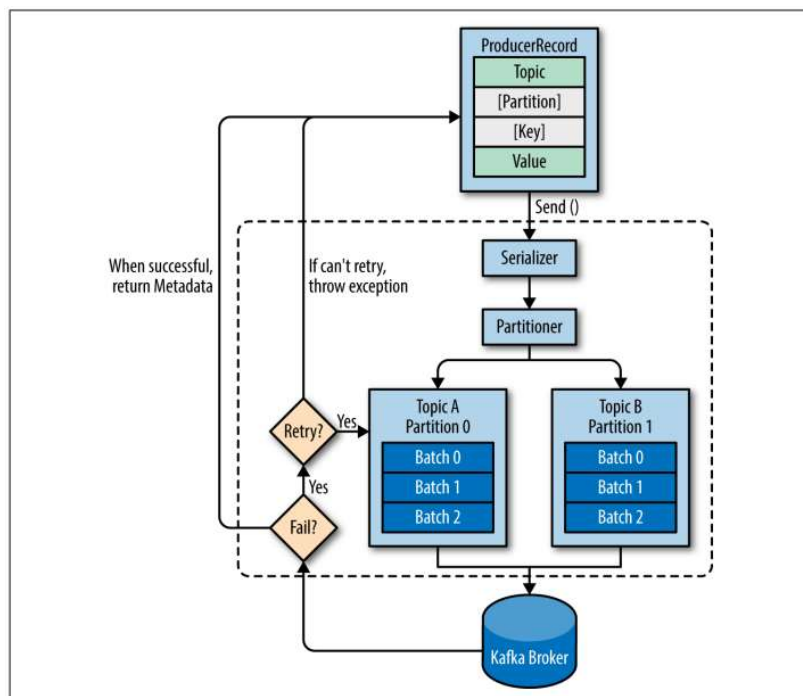 ProducerRecord
Topic
[Partition]
[Key]
Value
Send ()
When successful,
return Metadata
If can't retry,
throw exception
Serializer
Partitioner
Topic A
Partition 0
Batch 0
Batch 1
Batch 2
Topic B
Partition 1
Batch 0
Batch 1
Batch 2
Retry?
Yes
Yes
Fail?
Kafka Broker